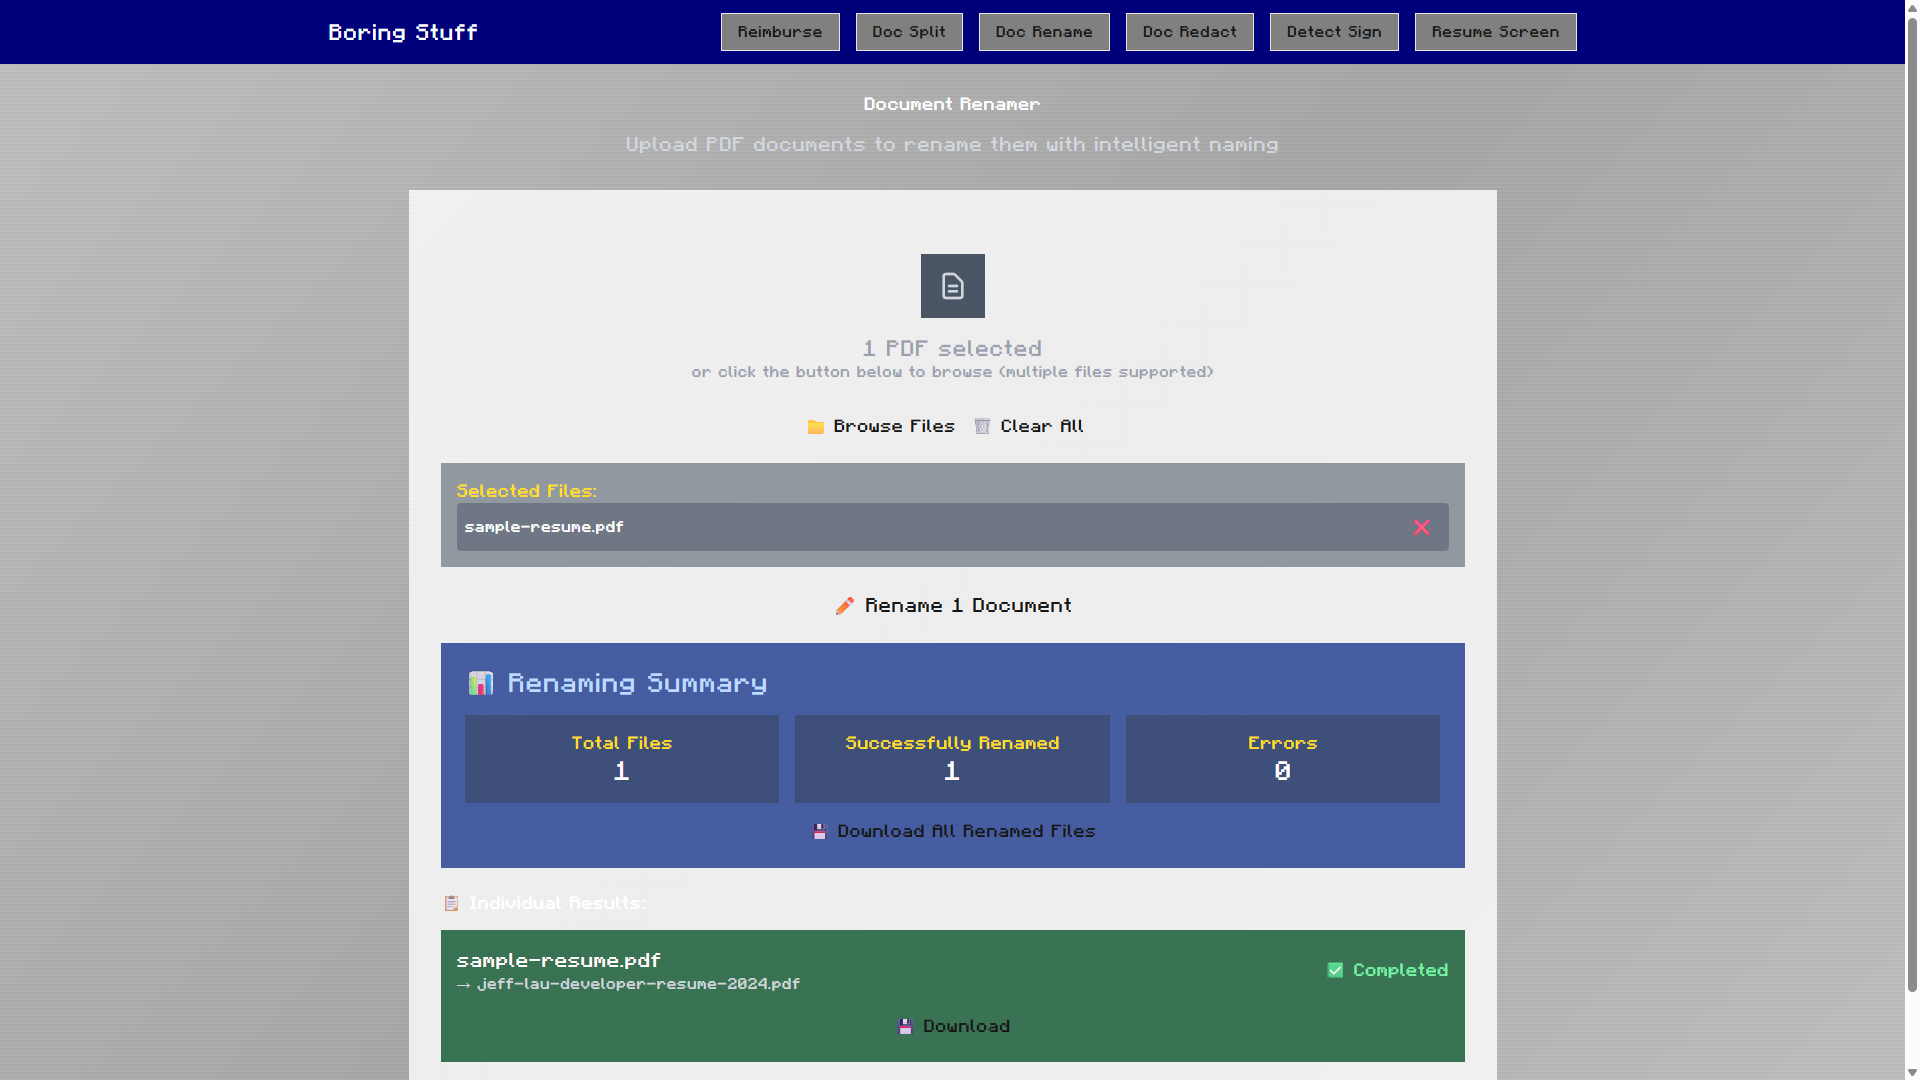 Boring Stuff
Reimburse
Doc Split
Doc Rename
Doc Redact
Detect Sign
Resume Screen
Document Renamer
Upload PDF documents to rename them with intelligent naming
1 PDF selected
or click the button below to browse (multiple files supported)
📁 Browse Files
🗑️ Clear All
Selected Files:
sample-resume.pdf
❌
✏️ Rename 1 Document
📊 Renaming Summary
Total Files
1
Successfully Renamed
1
Errors
0
💾 Download All Renamed Files
📋 Individual Results:
sample-resume.pdf
→ jeff-lau-developer-resume-2024.pdf
✅ Completed
💾 Download